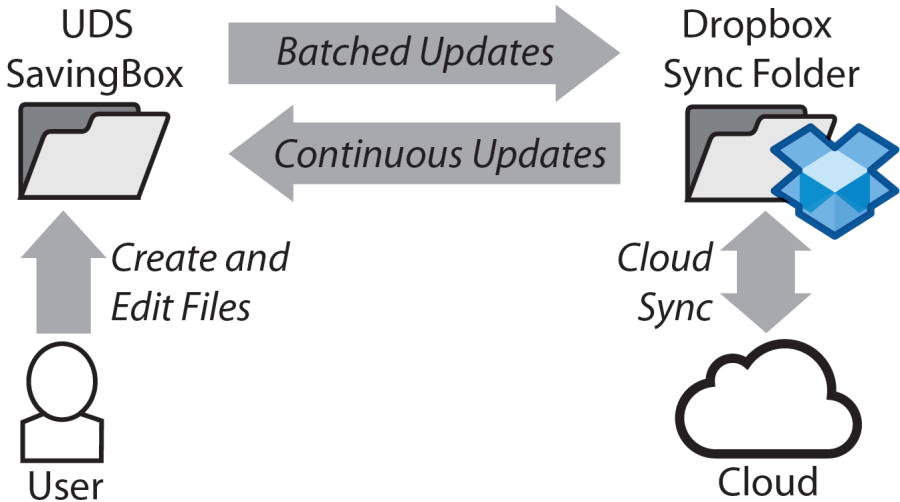 UDS
SavingBox
Batched Updates
Dropbox
Sync Folder
Continuous Updates
Create and
Edit Files
Cloud
Sync
User
Cloud